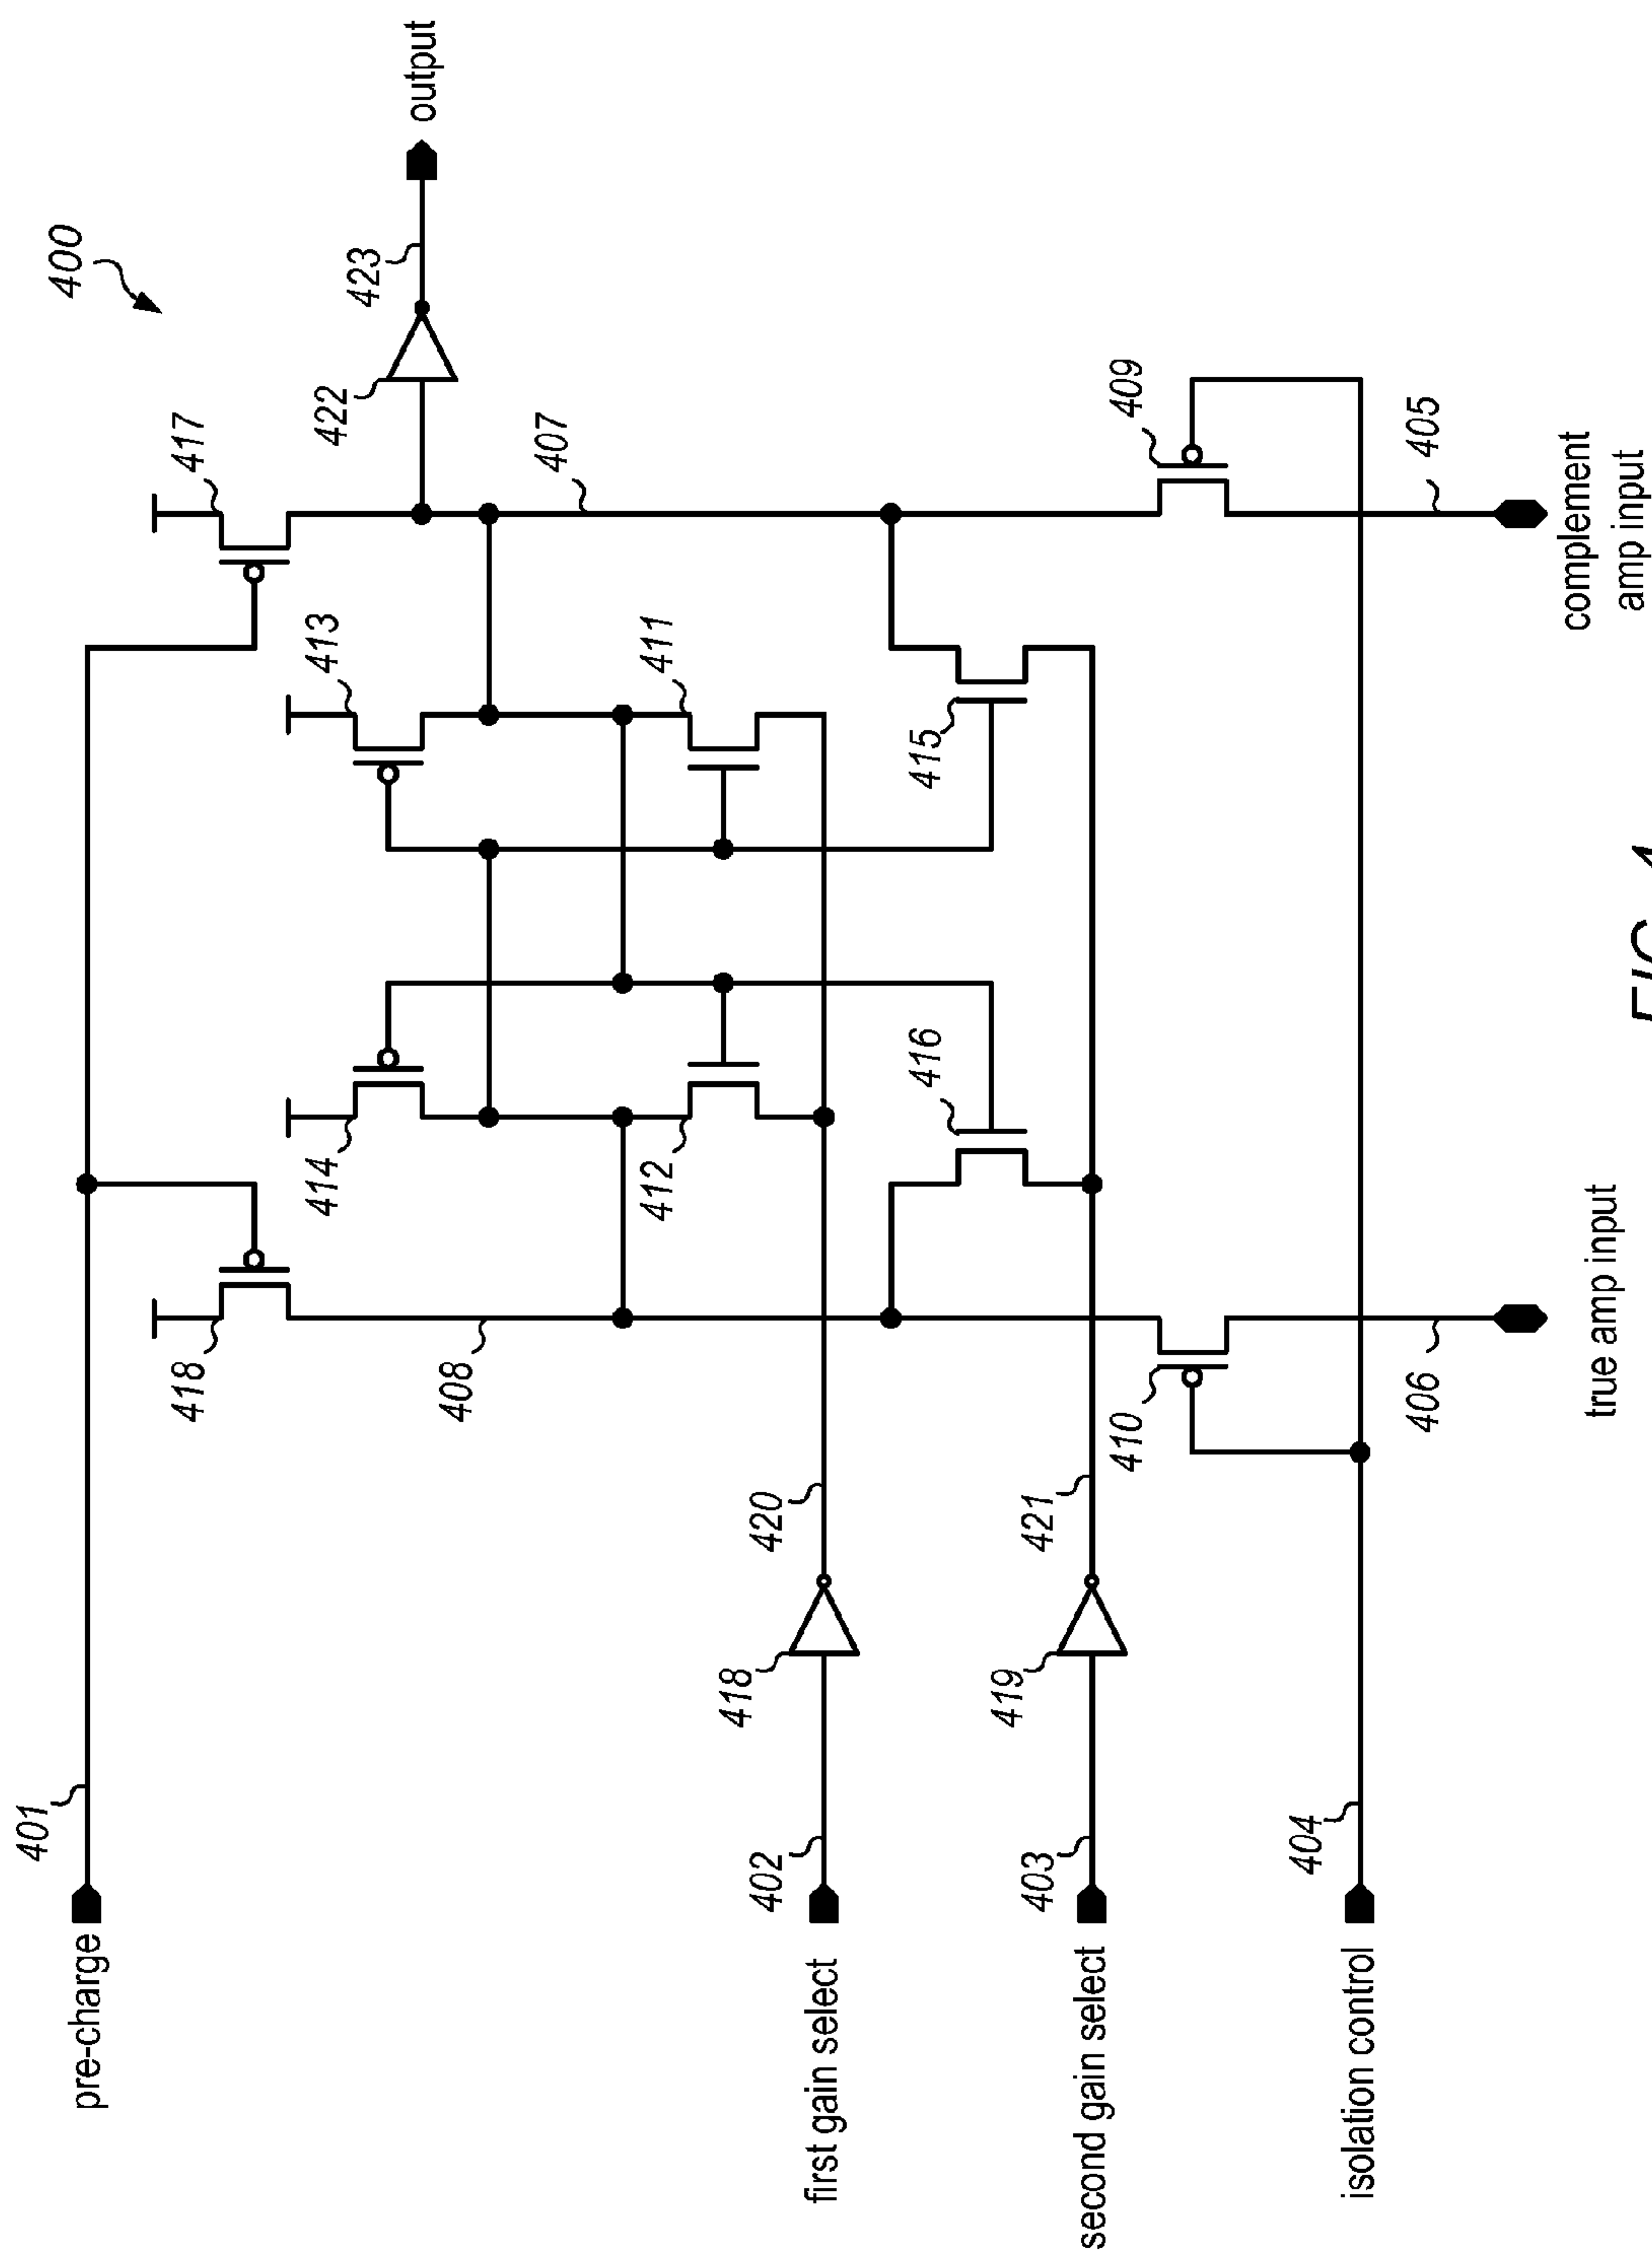 output
400
423
422
417
413
407
411
409
405
complement
amp input
415
416
414
412
418
408
410
406
true amp input
420
421
418
419
401
402
403
404
pre-charge
first gain select
second gain select
isolation control
FIG. 4